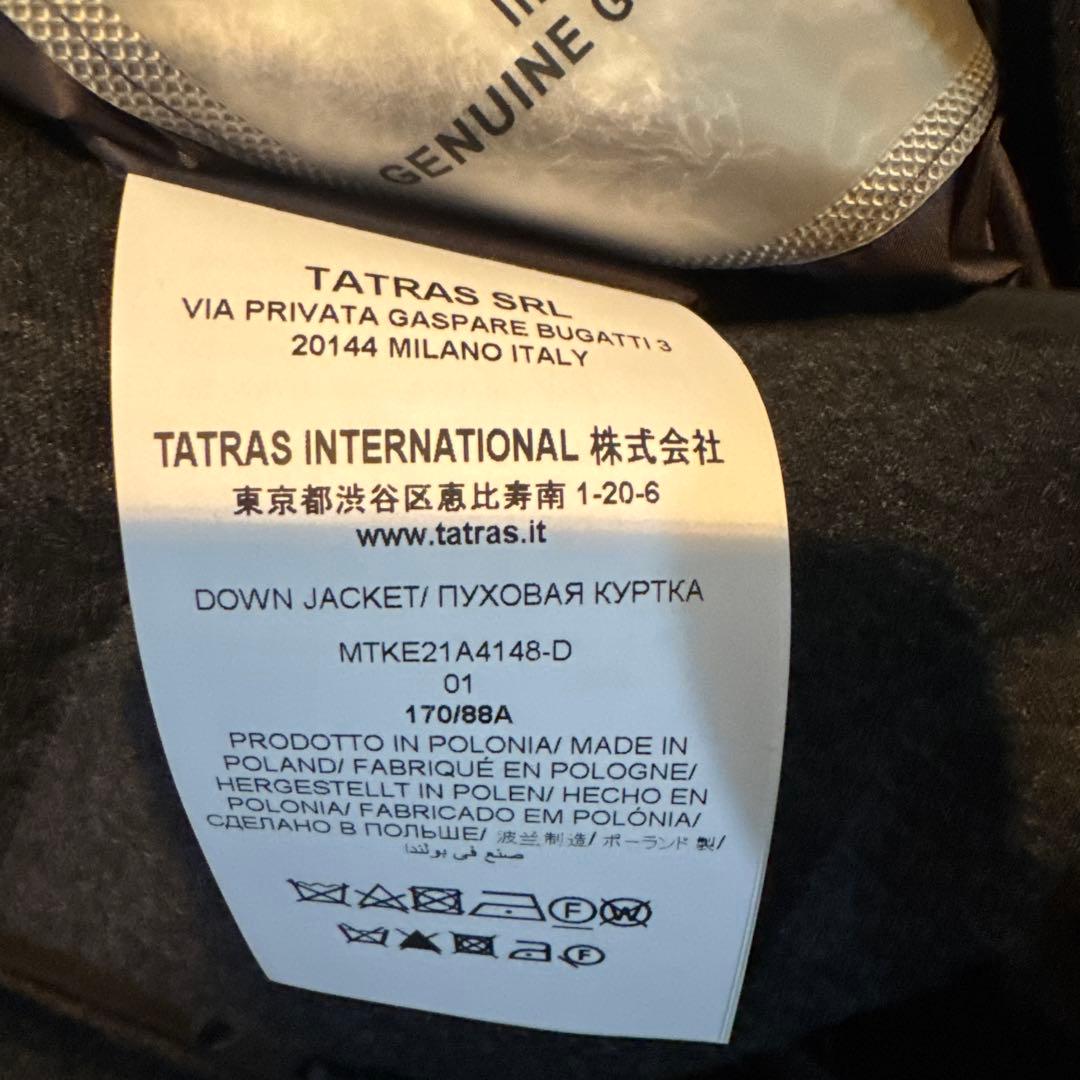 GENUINE G
TATRAS SRL
VIA PRIVATA GASPARE BUGATTI 3
20144 MILANO ITALY
TATRAS INTERNATIONAL 株式会社
東京都渋谷区恵比寿南 1-20-6
www.tatras.it
DOWN JACKET/ ПУХОВАЯ КУРТКА
MTKE21A4148-D
01
170/88A
PRODOTTO IN POLONIA/ MADE IN
POLAND/ FABRIQUÉ EN POLOGNE/
HERGESTELLT IN POLEN/ HECHO EN
POLONIA/ FABRICADO EM POLÓNIA/
СДЕЛАНО В ПОЛЬШЕ/ 波兰制造/ ポーランド製/
صنع في بولندا
F W
F